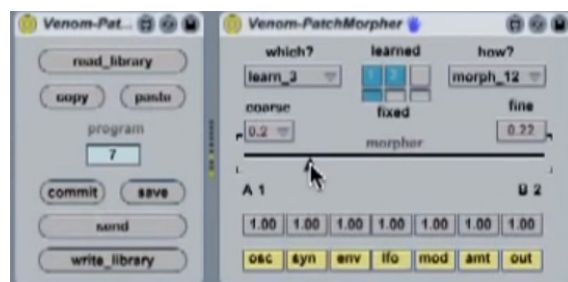 Venom-Pat...
read_library
copy paste
program
7
commit save
send
write_library
Venom-PatchMorpher
which? learned how?
learn_3 1 2 morph_12
coarse fixed fine
0.2 morpher 0.22
A 1 B 2
1.00 1.00 1.00 1.00 1.00 1.00 1.00
osc syn env lfo mod amt out